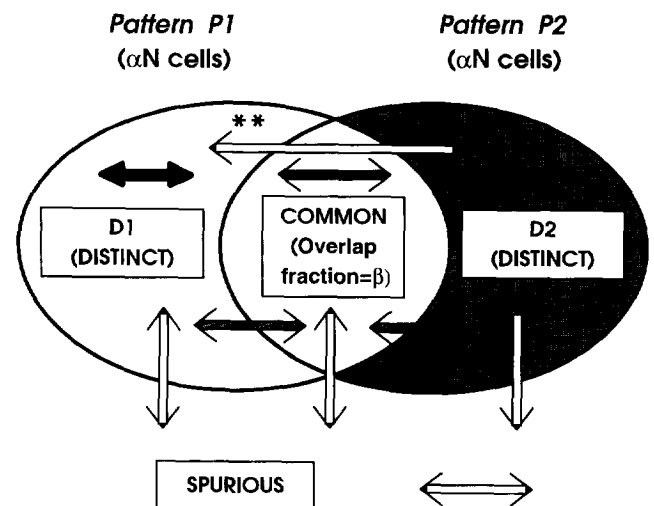 Pattern P1
(αN cells)
Pattern P2
(αN cells)
**
D1
(DISTINCT)
COMMON
(Overlap
fraction=β)
D2
(DISTINCT)
SPURIOUS